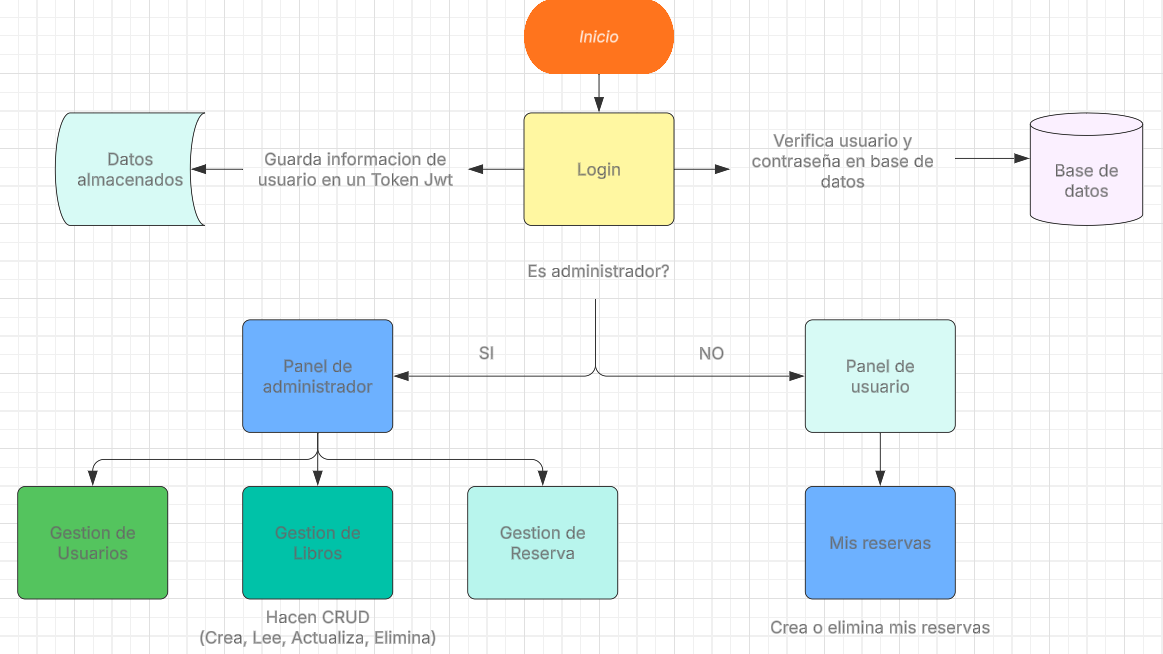 Inicio
Datos
almacenados
Guarda informacion de
usuario en un Token Jwt
Login
Verifica usuario y
contraseña en base de
datos
Base de
datos
Es administrador?
SI
NO
Panel de
administrador
Panel de
usuario
Gestion de
Usuarios
Gestion de
Libros
Gestion de
Reserva
Mis reservas
Hacen CRUD
(Crea, Lee, Actualiza, Elimina)
Crea o elimina mis reservas